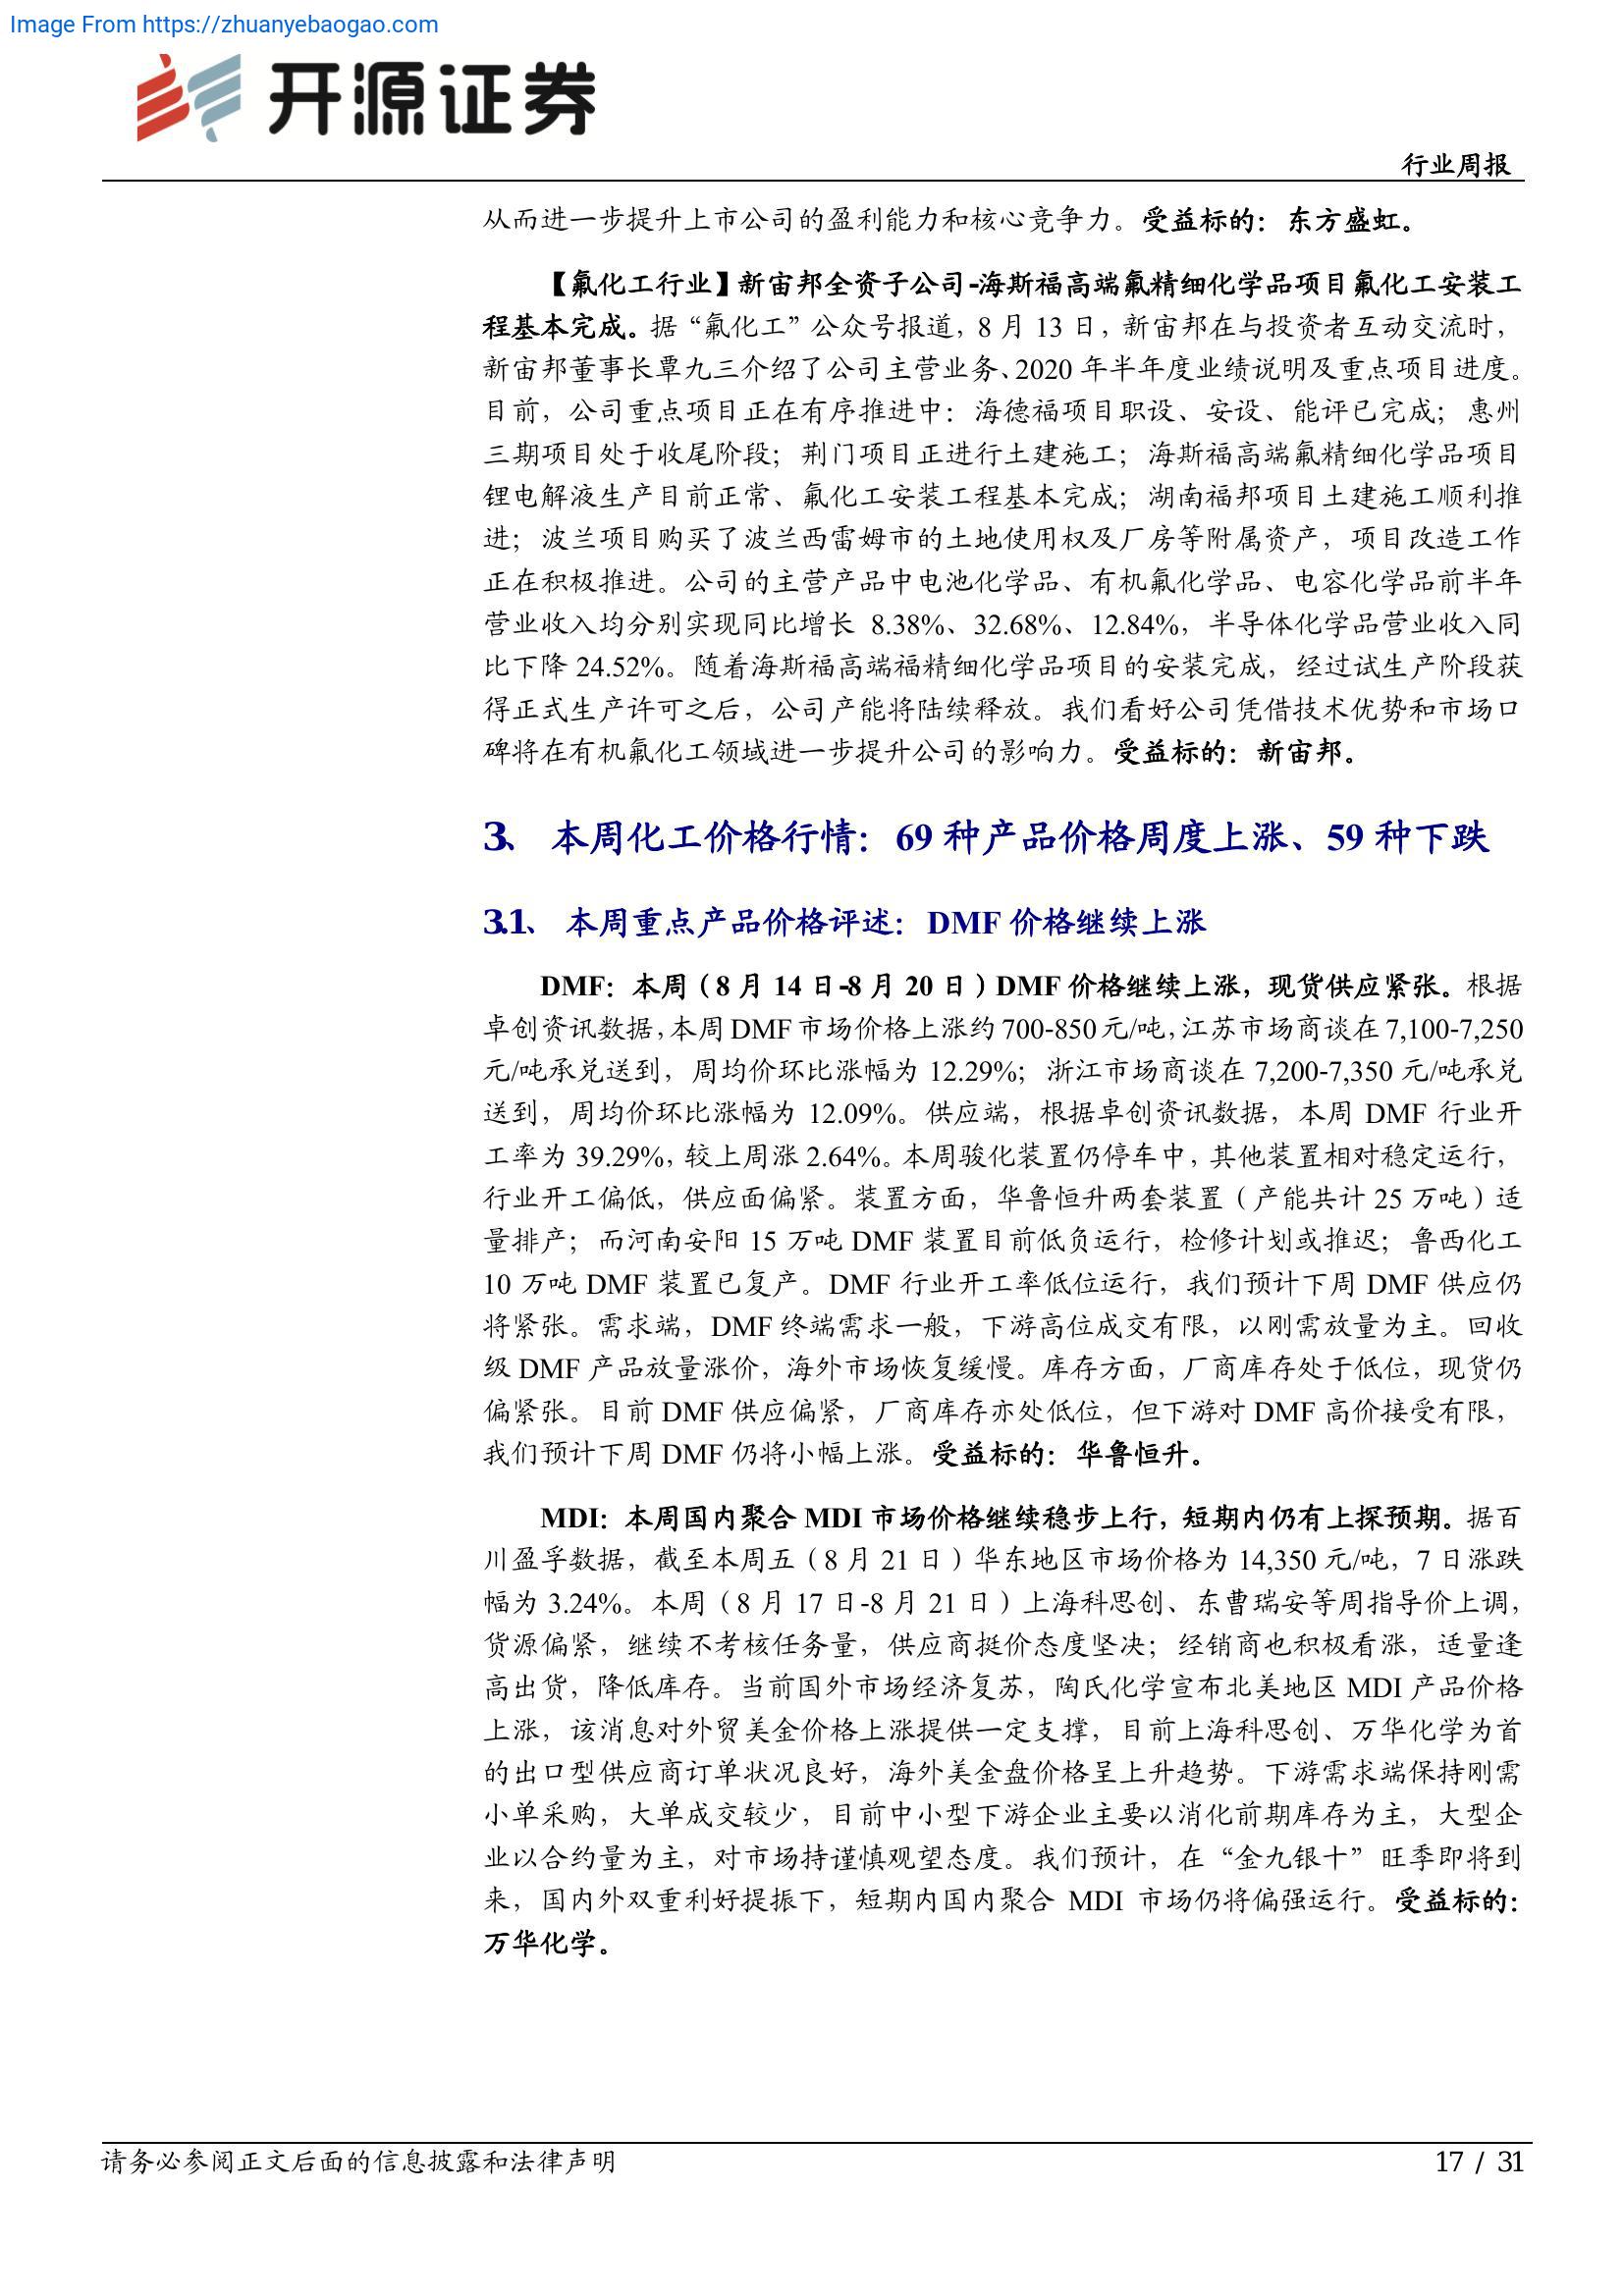 Image From https://zhuanyebaogao.com
开源证券
行业周报
从而进一步提升上市公司的盈利能力和核心竞争力。受益标的：东方盛虹。
【氟化工行业】新宙邦全资子公司-海斯福高端氟精细化学品项目氟化工安装工
程基本完成。据“氟化工”公众号报道，8 月 13 日，新宙邦在与投资者互动交流时，
新宙邦董事长覃九三介绍了公司主营业务、2020 年半年度业绩说明及重点项目进度。
目前，公司重点项目正在有序推进中：海德福项目职设、安设、能评已完成；惠州
三期项目处于收尾阶段；荆门项目正进行土建施工；海斯福高端氟精细化学品项目
锂电解液生产目前正常、氟化工安装工程基本完成；湖南福邦项目土建施工顺利推
进；波兰项目购买了波兰西雷姆市的土地使用权及厂房等附属资产，项目改造工作
正在积极推进。公司的主营产品中电池化学品、有机氟化学品、电容化学品前半年
营业收入均分别实现同比增长 8.38%、32.68%、12.84%，半导体化学品营业收入同
比下降 24.52%。随着海斯福高端福精细化学品项目的安装完成，经过试生产阶段获
得正式生产许可之后，公司产能将陆续释放。我们看好公司凭借技术优势和市场口
碑将在有机氟化工领域进一步提升公司的影响力。受益标的：新宙邦。
3、 本周化工价格行情：69 种产品价格周度上涨、59 种下跌
3.1、 本周重点产品价格评述：DMF 价格继续上涨
DMF：本周（8 月 14 日-8 月 20 日）DMF 价格继续上涨，现货供应紧张。根据
卓创资讯数据，本周 DMF 市场价格上涨约 700-850 元/吨，江苏市场商谈在 7,100-7,250
元/吨承兑送到，周均价环比涨幅为 12.29%；浙江市场商谈在 7,200-7,350 元/吨承兑
送到，周均价环比涨幅为 12.09%。供应端，根据卓创资讯数据，本周 DMF 行业开
工率为 39.29%，较上周涨 2.64%。本周骏化装置仍停车中，其他装置相对稳定运行，
行业开工偏低，供应面偏紧。装置方面，华鲁恒升两套装置（产能共计 25 万吨）适
量排产；而河南安阳 15 万吨 DMF 装置目前低负运行，检修计划或推迟；鲁西化工
10 万吨 DMF 装置已复产。DMF 行业开工率低位运行，我们预计下周 DMF 供应仍
将紧张。需求端，DMF 终端需求一般，下游高位成交有限，以刚需放量为主。回收
级 DMF 产品放量涨价，海外市场恢复缓慢。库存方面，厂商库存处于低位，现货仍
偏紧张。目前 DMF 供应偏紧，厂商库存亦处低位，但下游对 DMF 高价接受有限，
我们预计下周 DMF 仍将小幅上涨。受益标的：华鲁恒升。
MDI：本周国内聚合 MDI 市场价格继续稳步上行，短期内仍有上探预期。据百
川盈孚数据，截至本周五（8 月 21 日）华东地区市场价格为 14,350 元/吨，7 日涨跌
幅为 3.24%。本周（8 月 17 日-8 月 21 日）上海科思创、东曹瑞安等周指导价上调，
货源偏紧，继续不考核任务量，供应商挺价态度坚决；经销商也积极看涨，适量逢
高出货，降低库存。当前国外市场经济复苏，陶氏化学宣布北美地区 MDI 产品价格
上涨，该消息对外贸美金价格上涨提供一定支撑，目前上海科思创、万华化学为首
的出口型供应商订单状况良好，海外美金盘价格呈上升趋势。下游需求端保持刚需
小单采购，大单成交较少，目前中小型下游企业主要以消化前期库存为主，大型企
业以合约量为主，对市场持谨慎观望态度。我们预计，在“金九银十”旺季即将到
来，国内外双重利好提振下，短期内国内聚合 MDI 市场仍将偏强运行。受益标的：
万华化学。
请务必参阅正文后面的信息披露和法律声明
17 / 31